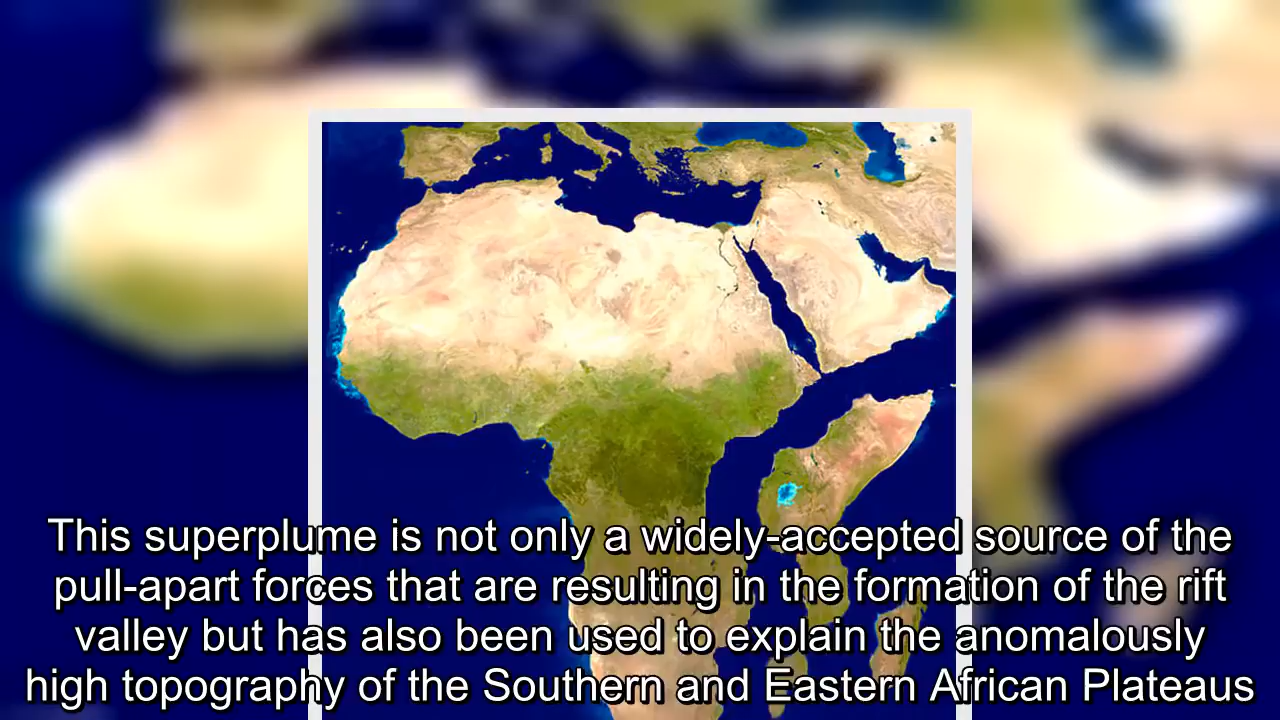 This superplume is not only a widely-accepted source of the
pull-apart forces that are resulting in the formation of the rift
valley but has also been used to explain the anomalously
high topography of the Southern and Eastern African Plateaus